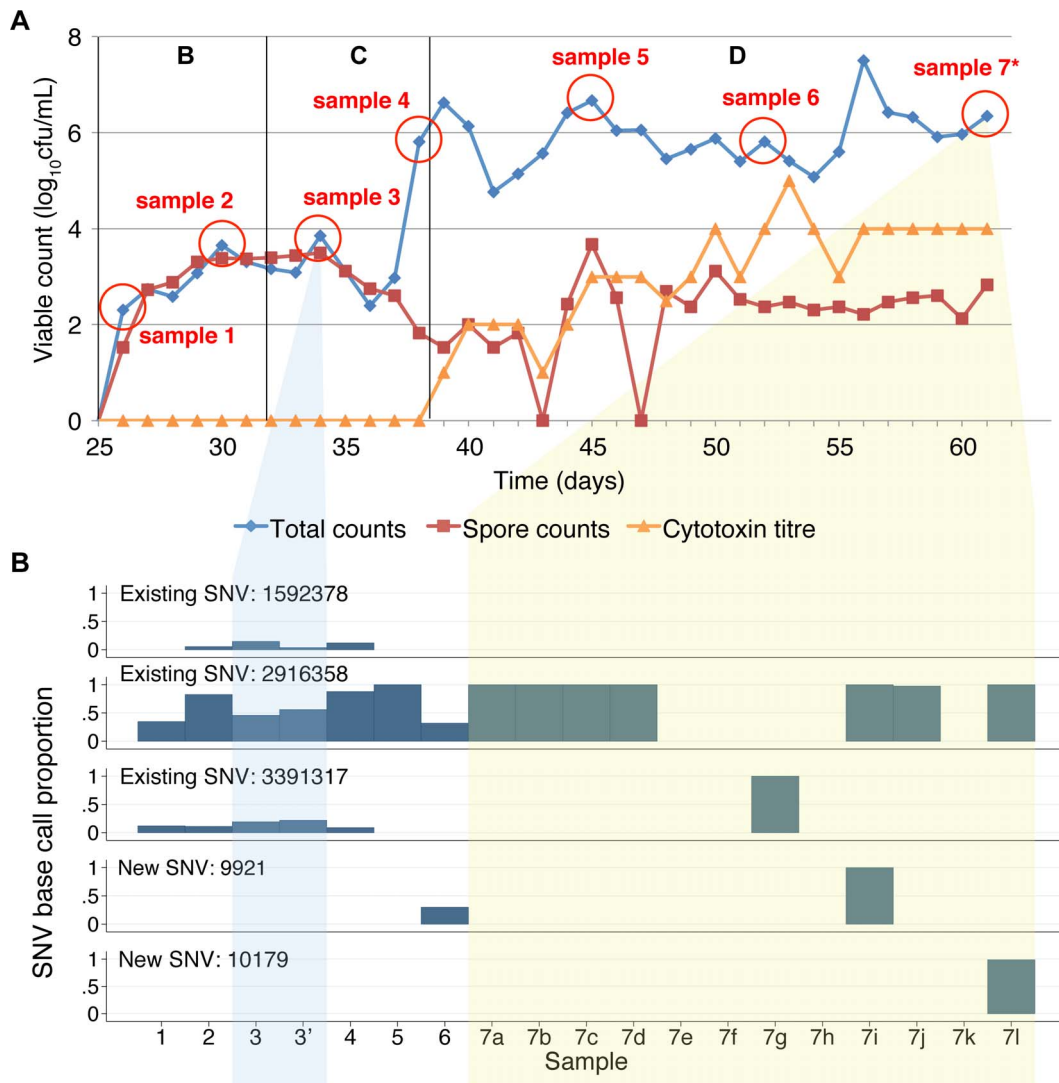 A
B
C
D
sample 1
sample 2
sample 3
sample 4
sample 5
sample 6
sample 7*
Viable count (log10cfu/mL)
8
6
4
2
0
25 30 35 40 45 50 55 60
Time (days)
Total counts Spore counts Cytotoxin titre
B
SNV base call proportion
Existing SNV: 1592378
1
.5
0
Existing SNV: 2916358
1
.5
0
Existing SNV: 3391317
1
.5
0
New SNV: 9921
1
.5
0
New SNV: 10179
1
.5
0
1 2 3 3’ 4 5 6 7a 7b 7c 7d 7e 7f 7g 7h 7i 7j 7k 7l
Sample